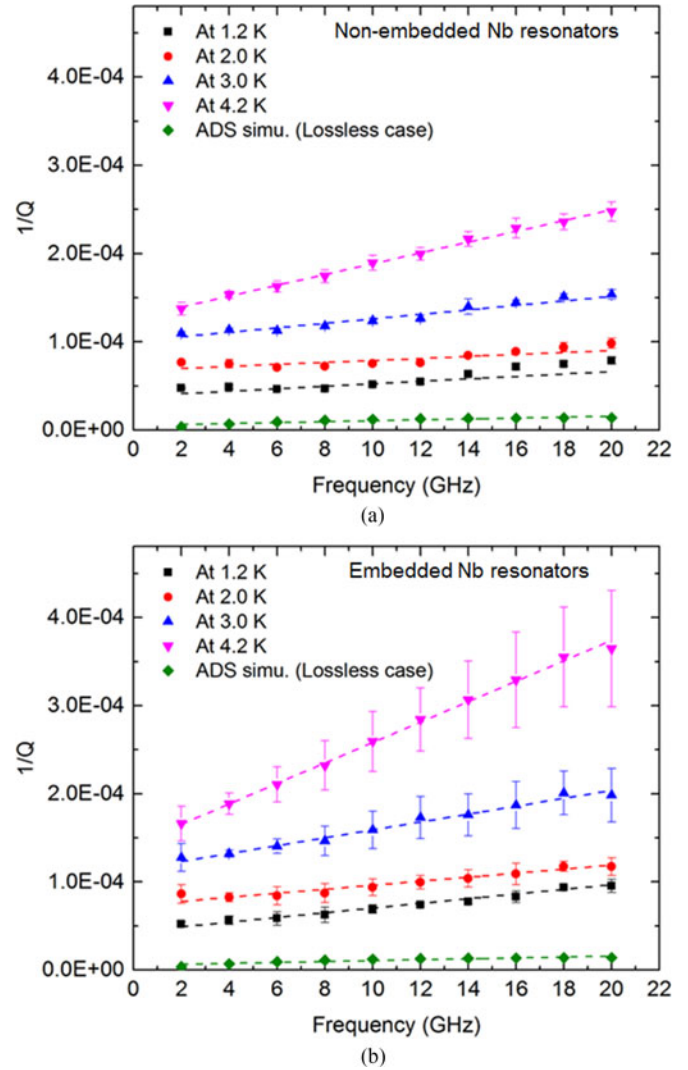 Non-embedded Nb resonators
At 1.2 K
At 2.0 K
At 3.0 K
At 4.2 K
ADS simu. (Lossless case)
4.0E-04
3.0E-04
2.0E-04
1.0E-04
0.0E+00
1/Q
0 2 4 6 8 10 12 14 16 18 20 22
Frequency (GHz)
(a)
Embedded Nb resonators
At 1.2 K
At 2.0 K
At 3.0 K
At 4.2 K
ADS simu. (Lossless case)
4.0E-04
3.0E-04
2.0E-04
1.0E-04
0.0E+00
1/Q
0 2 4 6 8 10 12 14 16 18 20 22
Frequency (GHz)
(b)